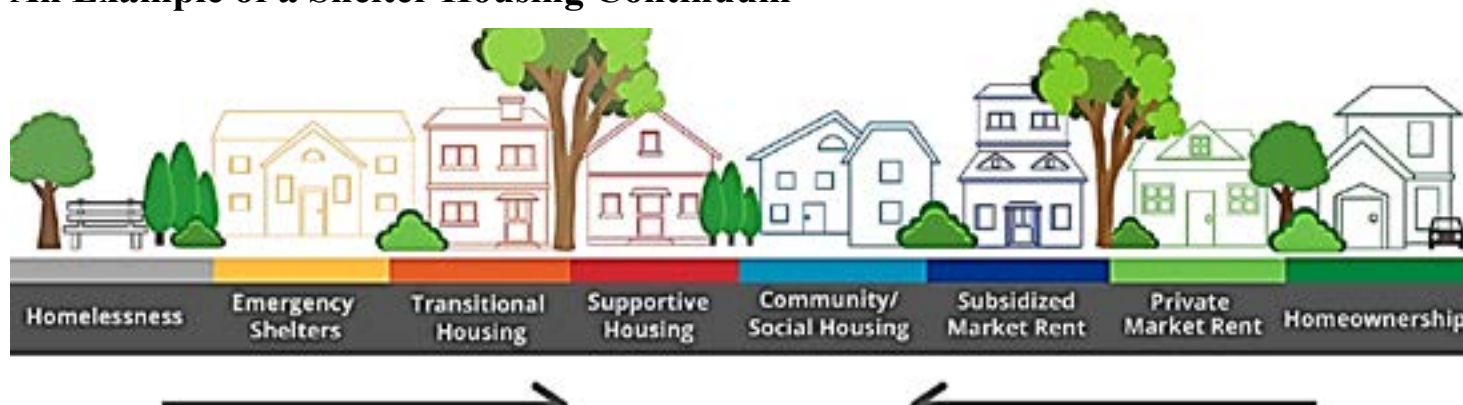 An Example of a Shelter-Housing Continuum
Homelessness
Emergency
Shelters
Transitional
Housing
Supportive
Housing
Community/
Social Housing
Subsidized
Market Rent
Private
Market Rent
Homeownership